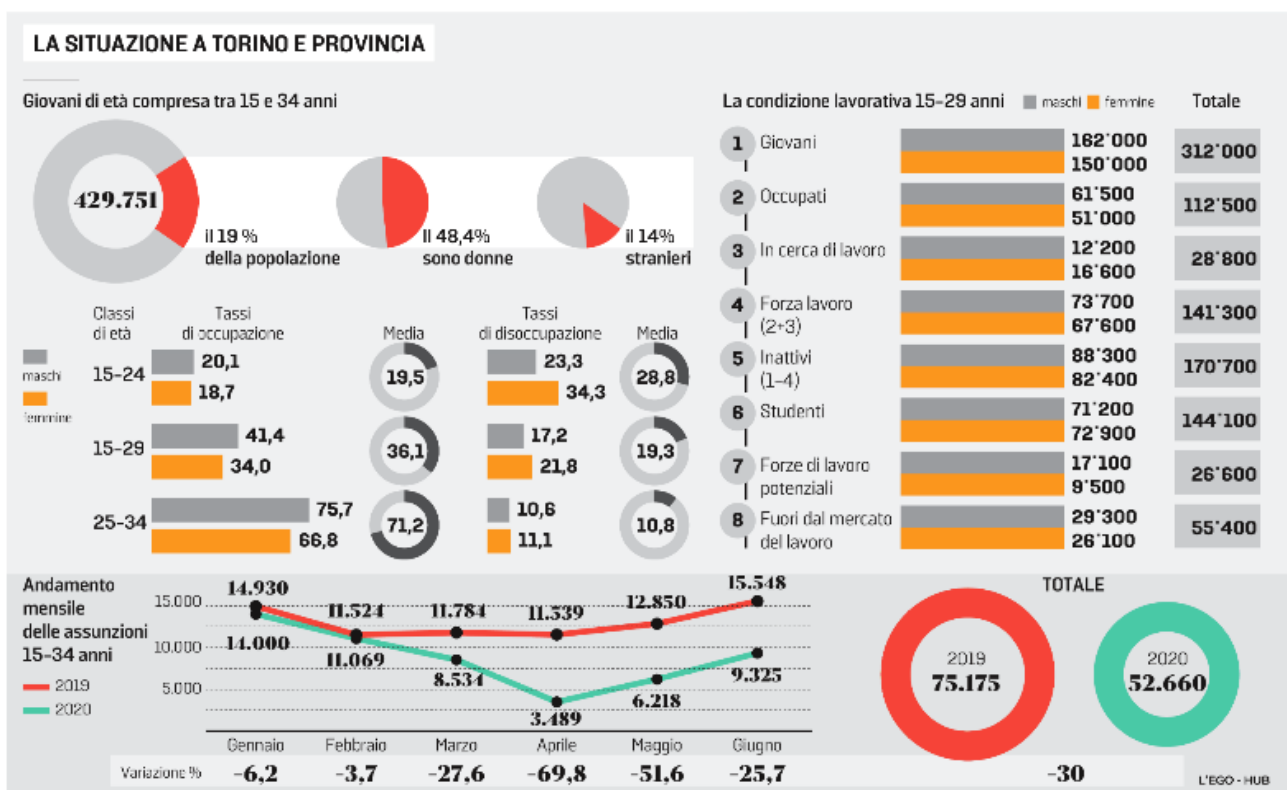 LA SITUAZIONE A TORINO E PROVINCIA
Giovani di età compresa tra 15 e 34 anni
429.751
il 19 %
della popolazione
Il 48,4%
sono donne
il 14%
stranieri
Classi
di età
Tassi
di occupazione
Media
Tassi
di disoccupazione
Media
maschi
femmine
15-24
20,1
18,7
19,5
23,3
34,3
28,8
15-29
41,4
34,0
36,1
17,2
21,8
19,3
25-34
75,7
66,8
71,2
10,6
11,1
10,8
La condizione lavorativa 15-29 anni
maschi
femmine
Totale
1 Giovani
162'000
150'000
312'000
2 Occupati
61'500
51'000
112'500
3 In cerca di lavoro
12'200
16'600
28'800
4 Forza lavoro
(2+3)
73'700
67'600
141'300
5 Inattivi
(1-4)
88'300
82'400
170'700
6 Studenti
71'200
72'900
144'100
7 Forze di lavoro
potenziali
17'100
9'500
26'600
8 Fuori dal mercato
del lavoro
29'300
26'100
55'400
Andamento
mensile
delle assunzioni
15-34 anni
2019
2020
15.000
10.000
5.000
14.930
11.524
11.784
11.539
12.850
15.548
14.000
11.069
8.534
3.489
6.218
9.325
Gennaio Febbraio Marzo Aprile Maggio Giugno
Variazione % -6,2 -3,7 -27,6 -69,8 -51,6 -25,7
TOTALE
2019
75.175
2020
52.660
-30
L'EGO - HUB